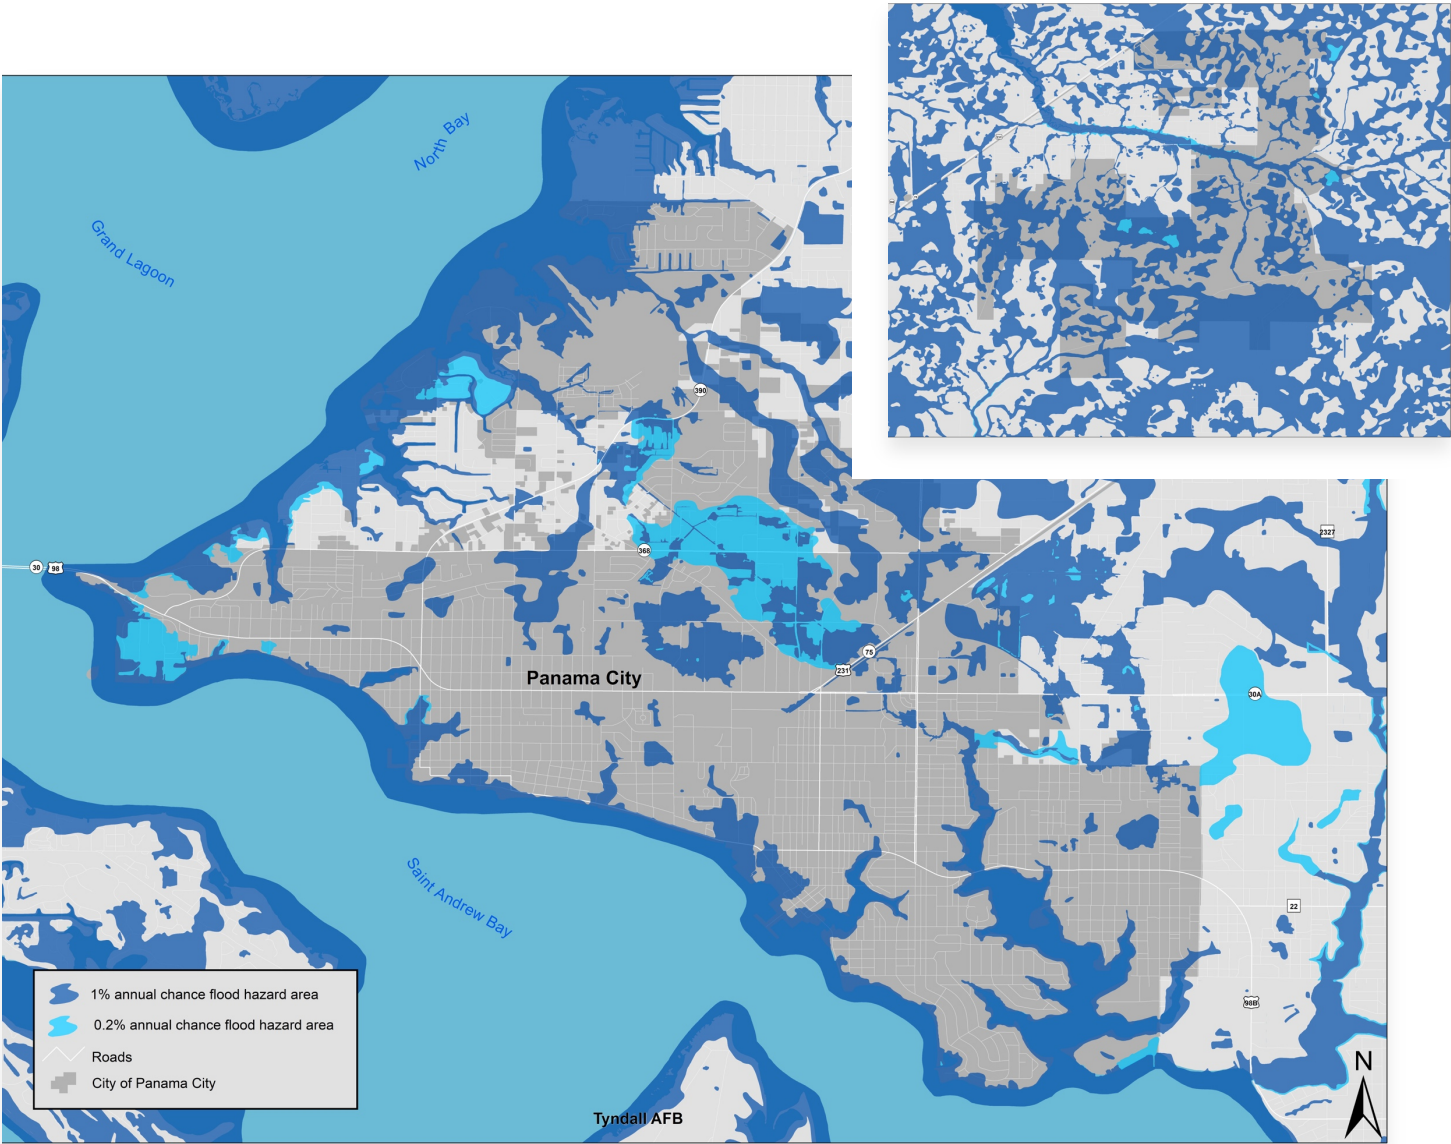 North Bay
Grand Lagoon
390
2327
368
30
98
75
231
Panama City
30A
Saint Andrew Bay
22
98B
1% annual chance flood hazard area
0.2% annual chance flood hazard area
Roads
City of Panama City
N
Tyndall AFB